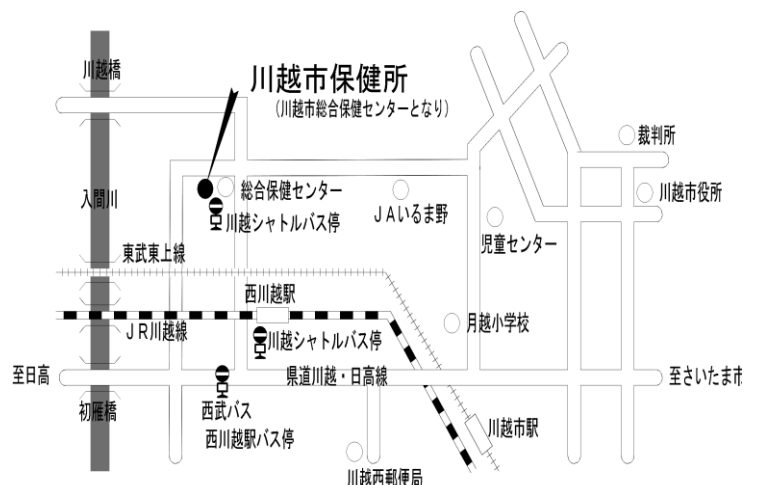 川越橋
川越市保健所
(川越市総合保健センターとなり)
裁判所
入間川
総合保健センター
川越市役所
川越シャトルバス停
JAいるま野
児童センター
東武東上線
西川越駅
JR川越線
川越シャトルバス停
月越小学校
至日高
県道川越・日高線
至さいたま市
初雁橋
西武バス
西川越駅バス停
川越市駅
川越西郵便局